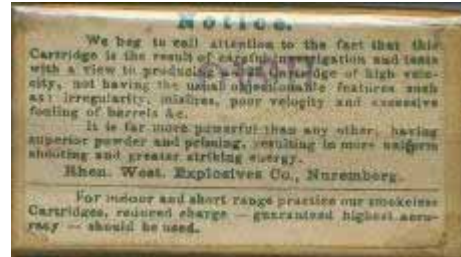 Notice.
We beg to call attention to the fact that this
Cartridge is the result of careful investigation and tests
with a view to produce a Cartridge of high velo-
city, not having the usual objectionable features such
as: irregularity, misfires, poor velogity and excessive
fouling of barrels &c.
It is far more powerful than any other, having
superior powder and priming, resulting in more uniform
shooting and greater striking energy.
Rhen. West. Explosives Co., Nuremberg.
For indoor and short range practice our smokeless
Cartridges, reduced charge — guaranteed highest accu-
racy — should be used.